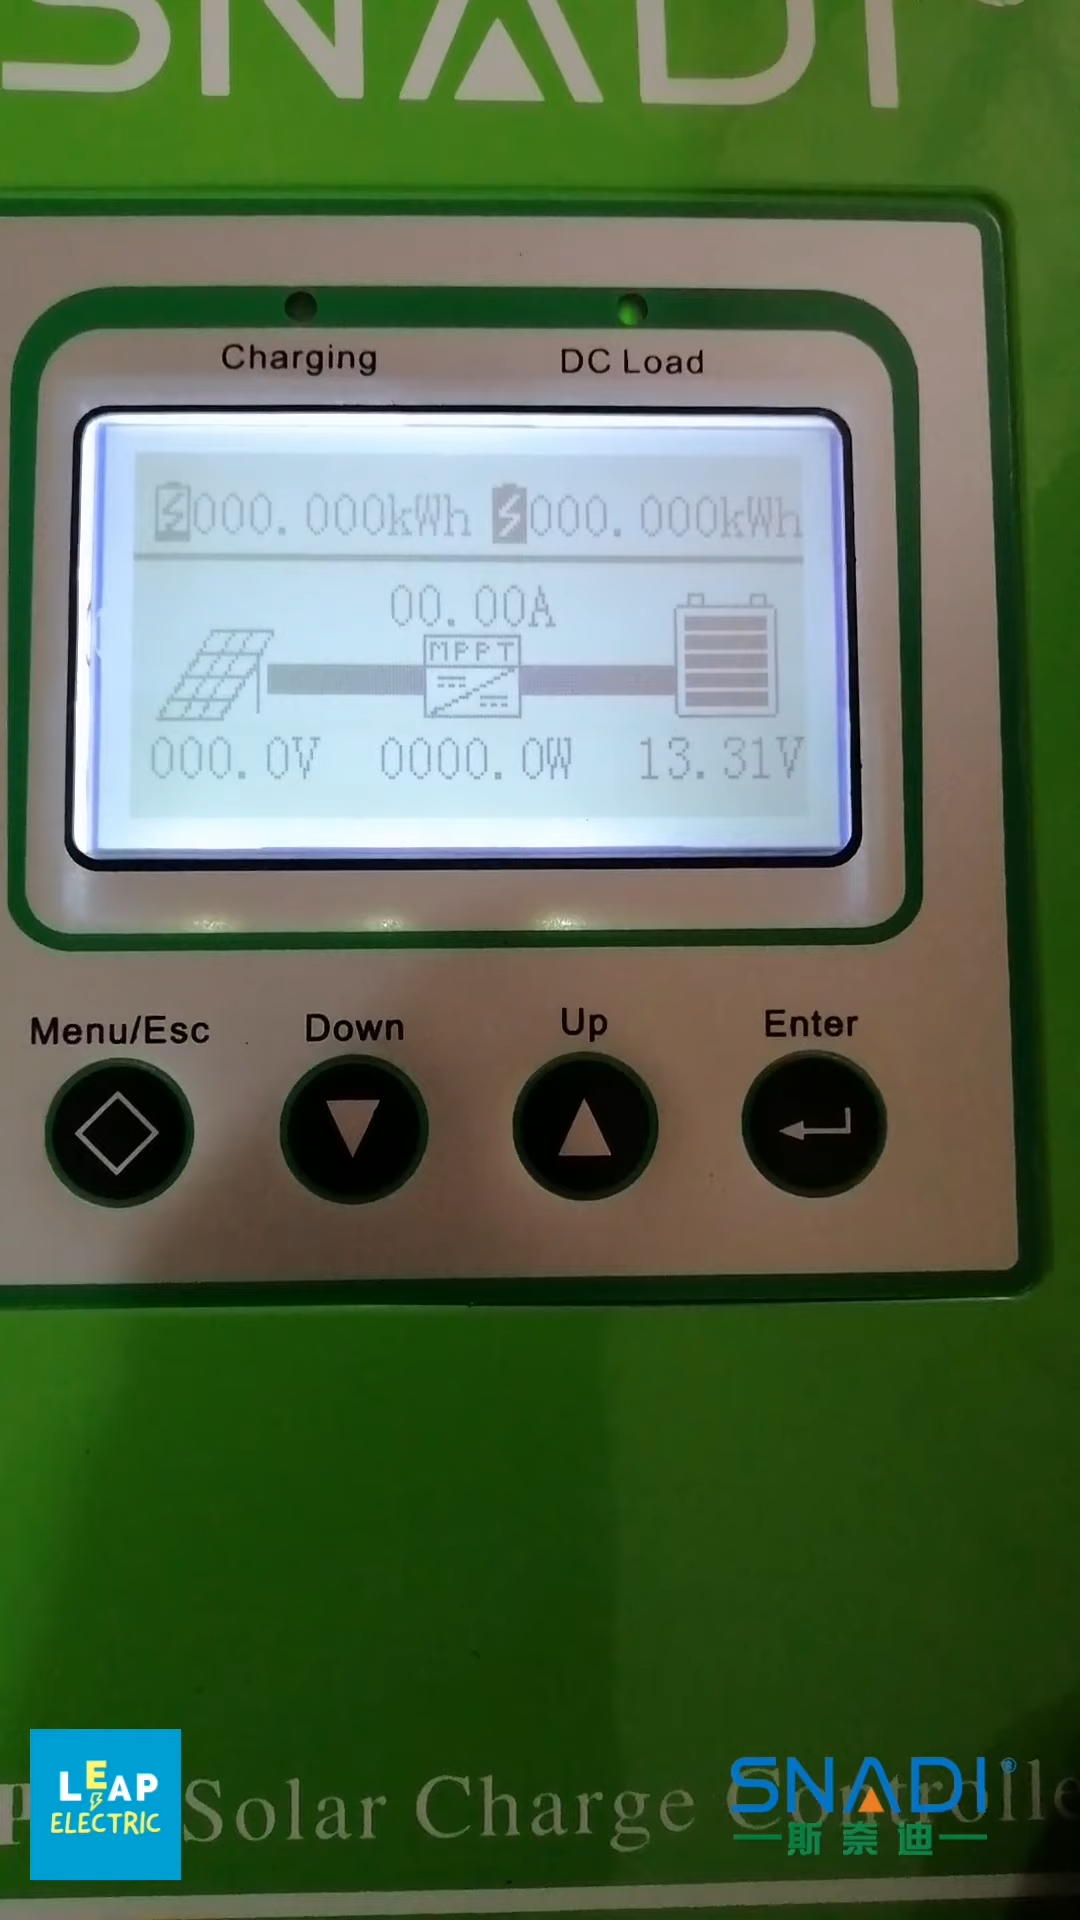 SNADI
Charging
DC Load
000.000kWh 000.000kWh
00.00A
MPPT
000.0V 0000.0W 13.31V
Menu/Esc
Down
Up
Enter
Solar Charge Controlle
LEAP
ELECTRIC
SNADI®
斯奈迪